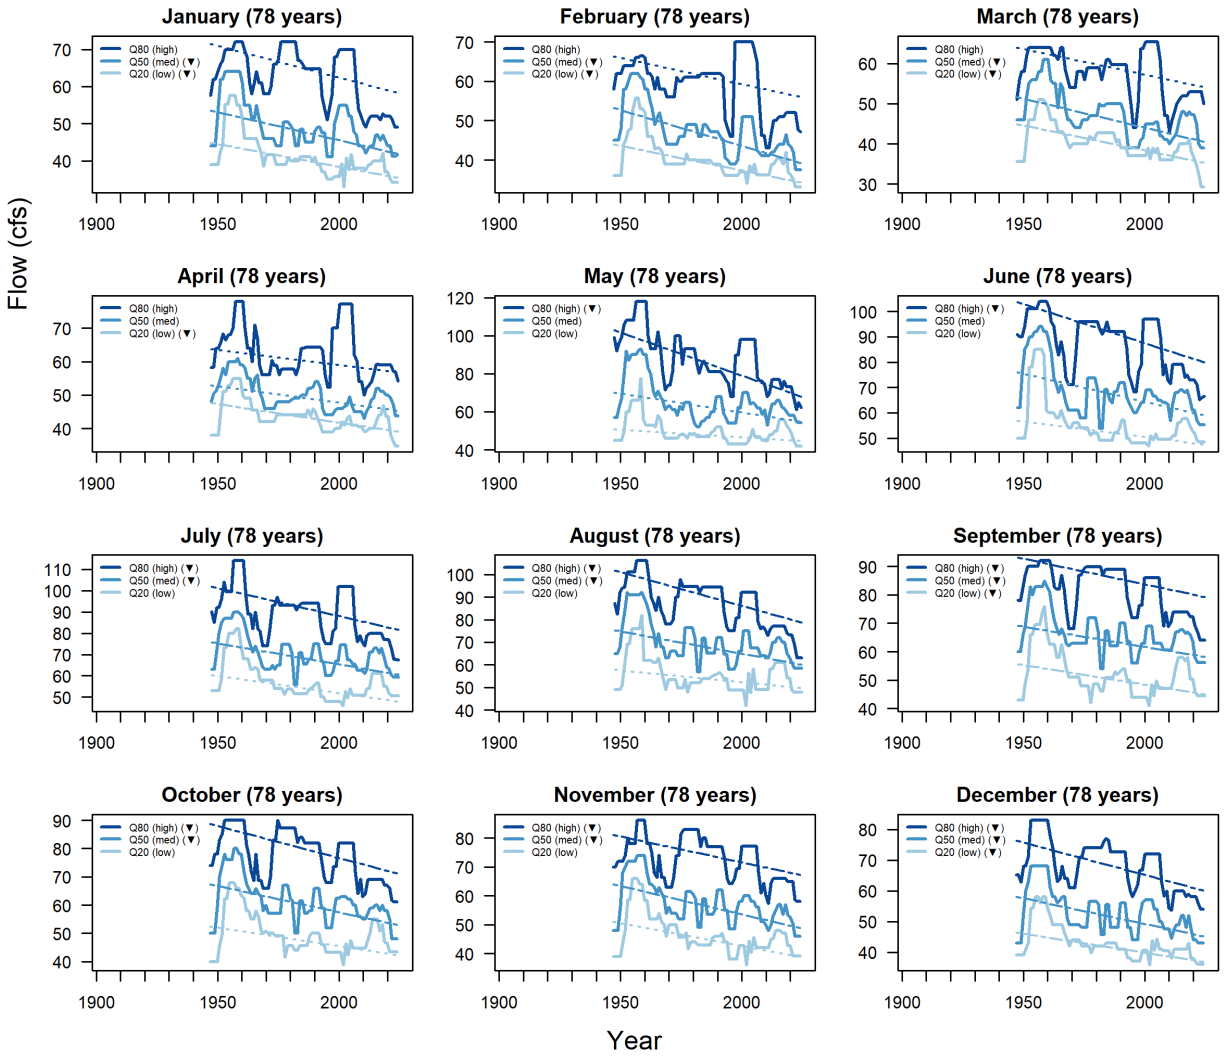 January (78 years) February (78 years) March (78 years)
Q80 (high) Q80 (high) Q80 (high)
Q50 (med) (▼) Q50 (med) (▼) Q50 (med) (▼)
Q20 (low) (▼) Q20 (low) (▼) Q20 (low) (▼)
70 60 50 40
70 60 50 40
60 50 40 30
1900 1950 2000 1900 1950 2000 1900 1950 2000
Flow (cfs)
April (78 years) May (78 years) June (78 years)
Q80 (high) Q80 (high) (▼) Q80 (high) (▼)
Q50 (med) Q50 (med) Q50 (med)
Q20 (low) (▼) Q20 (low) Q20 (low)
70 60 50 40
120 100 80 60 40
100 90 80 70 60 50
1900 1950 2000 1900 1950 2000 1900 1950 2000
July (78 years) August (78 years) September (78 years)
Q80 (high) (▼) Q80 (high) (▼) Q80 (high) (▼)
Q50 (med) (▼) Q50 (med) (▼) Q50 (med) (▼)
Q20 (low) Q20 (low) Q20 (low) (▼)
110 100 90 80 70 60 50
100 90 80 70 60 50 40
90 80 70 60 50 40
1900 1950 2000 1900 1950 2000 1900 1950 2000
October (78 years) November (78 years) December (78 years)
Q80 (high) (▼) Q80 (high) (▼) Q80 (high) (▼)
Q50 (med) (▼) Q50 (med) (▼) Q50 (med) (▼)
Q20 (low) Q20 (low) Q20 (low) (▼)
90 80 70 60 50 40
80 70 60 50 40
80 70 60 50 40
1900 1950 2000 1900 1950 2000 1900 1950 2000
Year